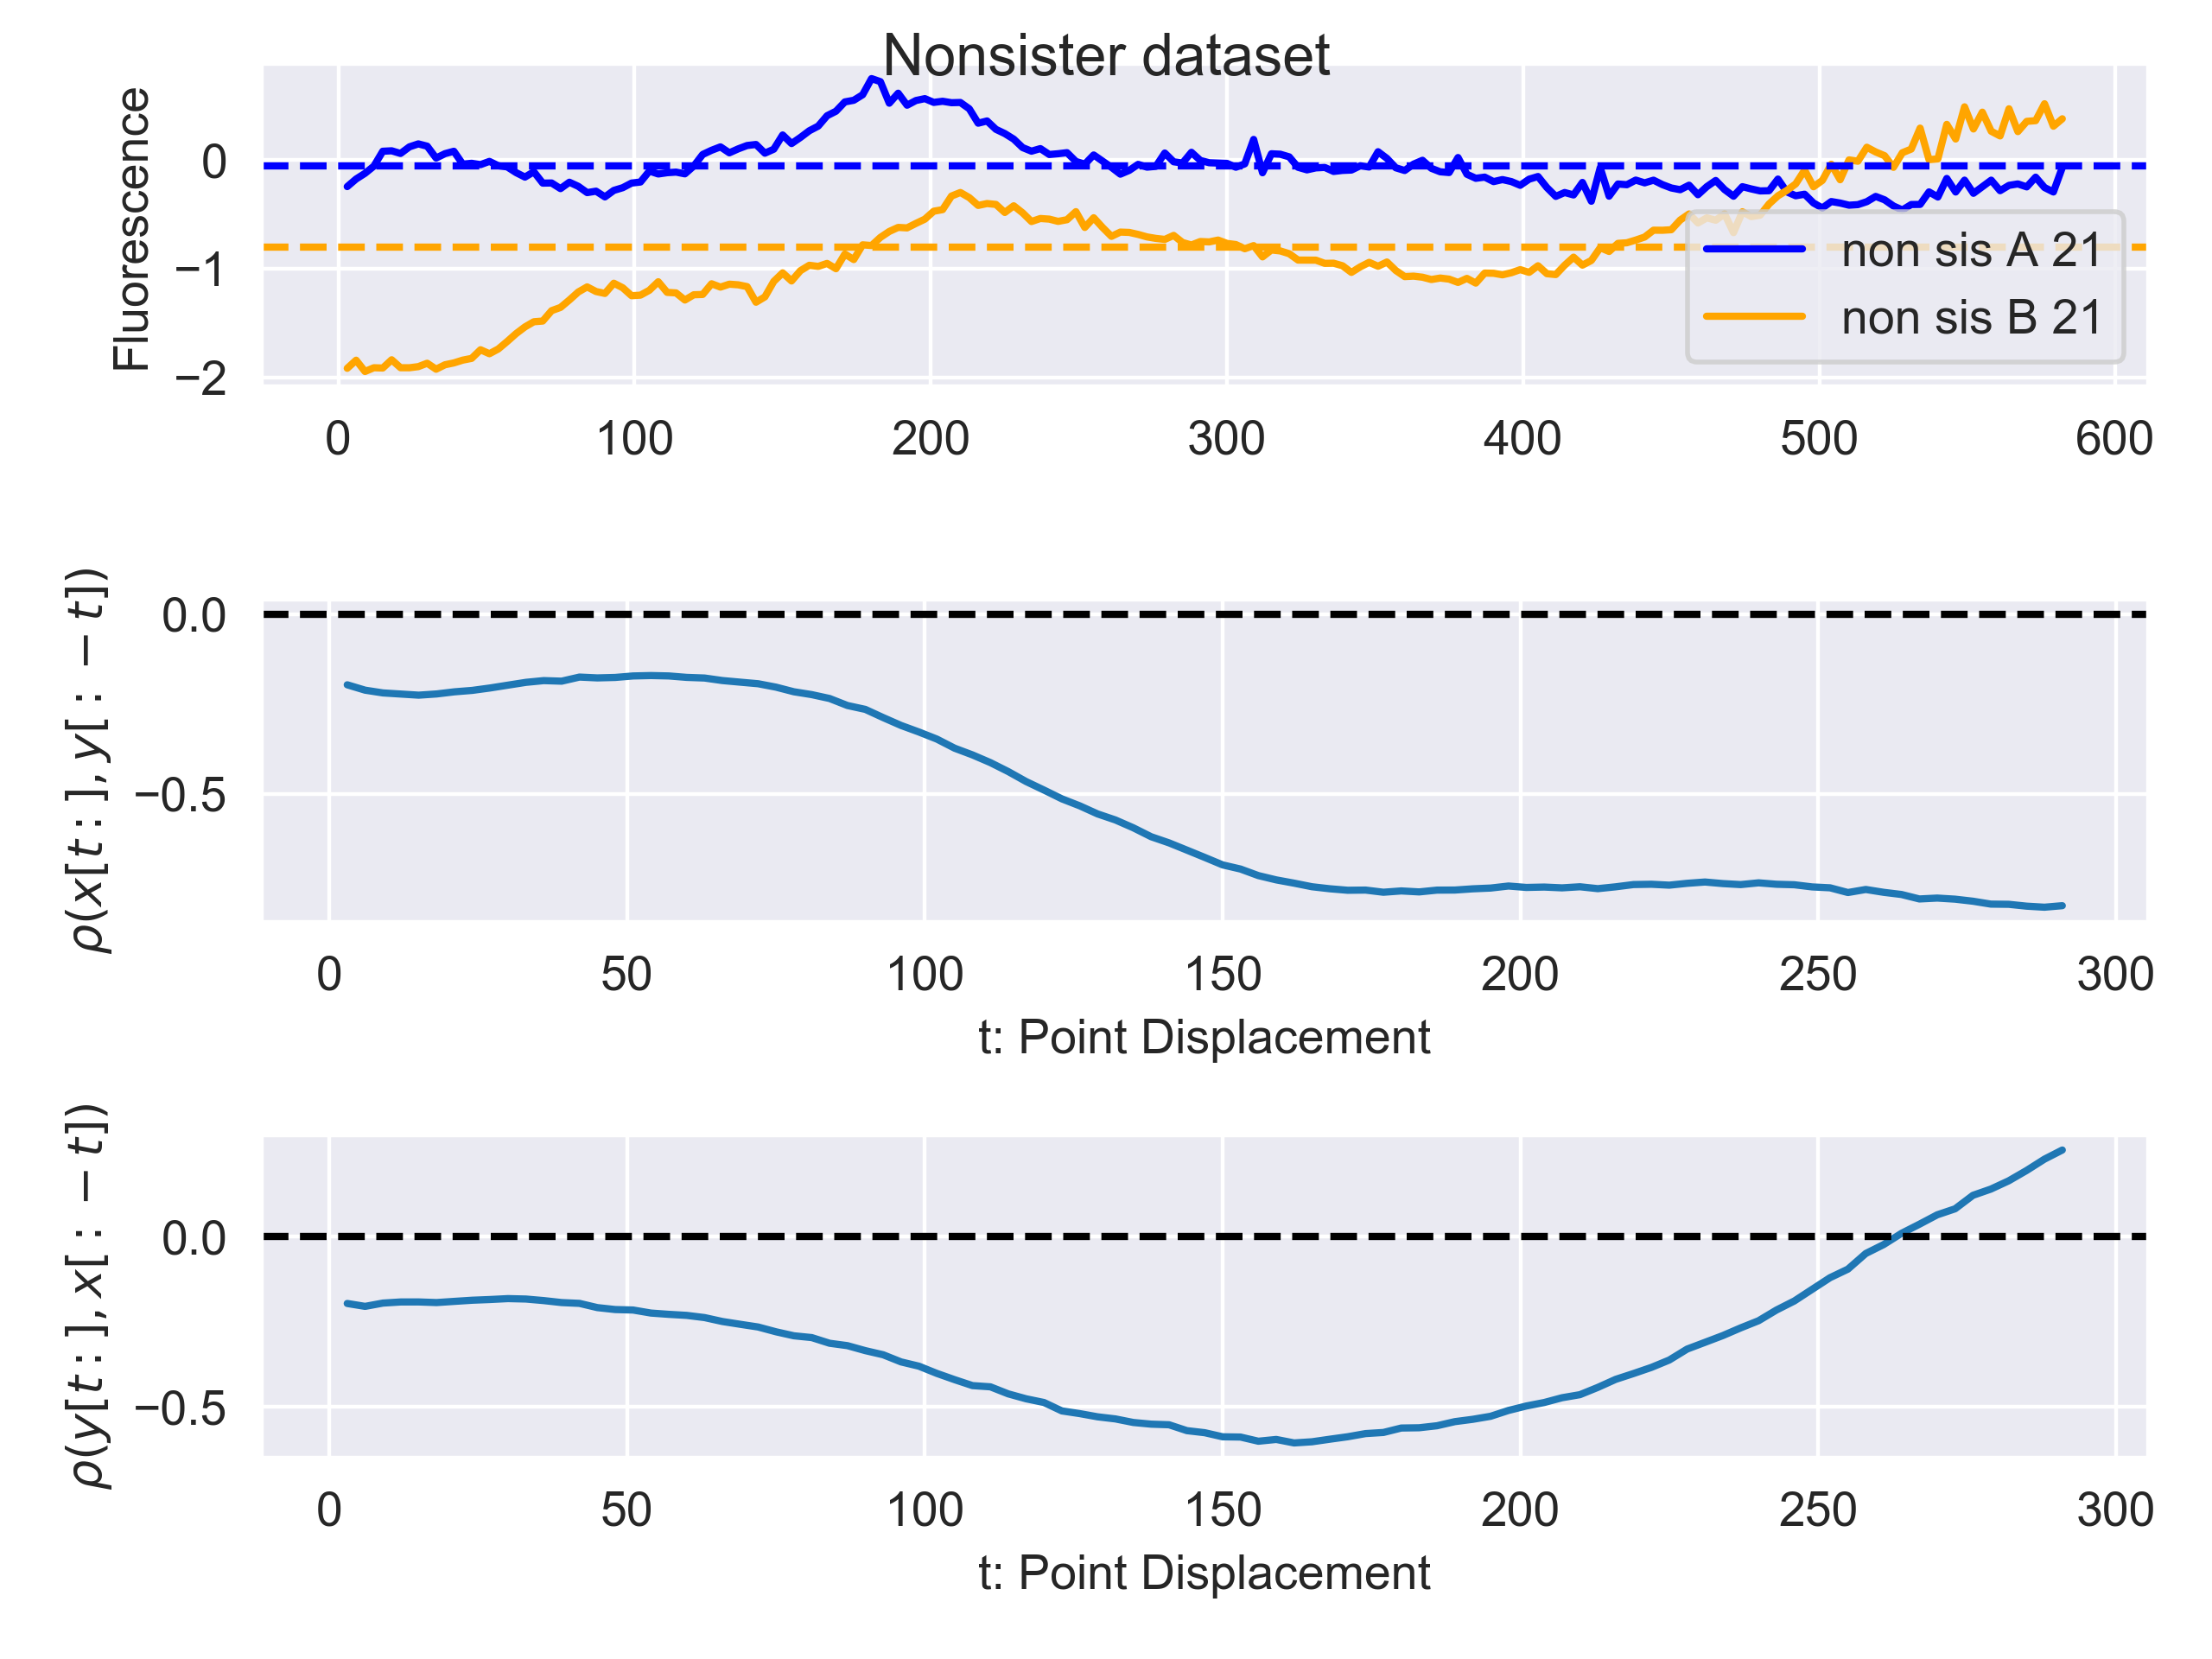 Nonsister dataset
Fluorescence
0
−1
−2
non sis A 21
non sis B 21
0 100 200 300 400 500 600
ρ(x[t:],y[:−t])
0.0
−0.5
0 50 100 150 200 250 300
t: Point Displacement
ρ(y[t:],x[:−t])
0.0
−0.5
0 50 100 150 200 250 300
t: Point Displacement